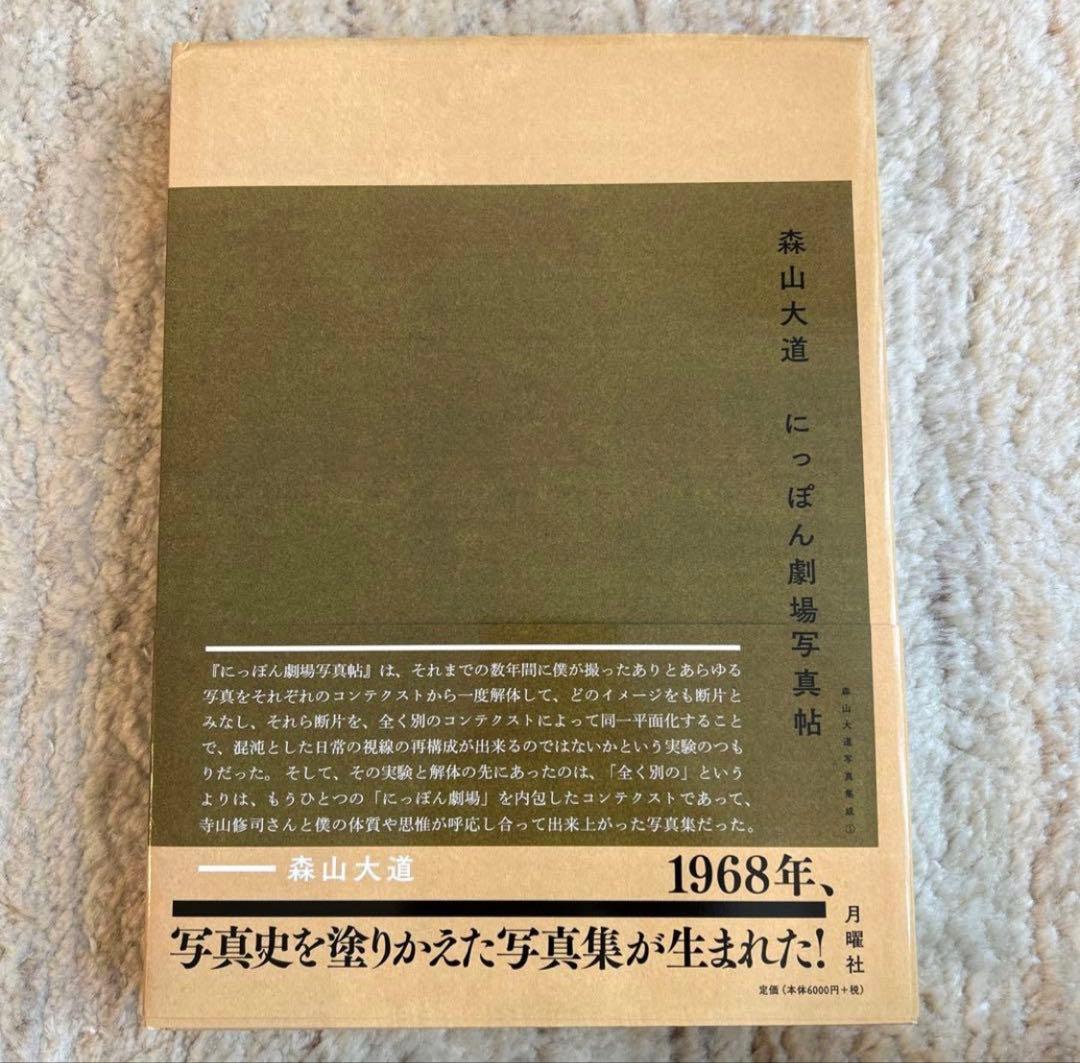 森山大道 にっぽん劇場写真帖
森山大道写真集成①
『にっぽん劇場写真帖』は、それまでの数年間に僕が撮ったありとあらゆる
写真をそれぞれのコンテクストから一度解体して、どのイメージをも断片と
みなし、それら断片を、全く別のコンテクストによって同一平面化すること
で、混沌とした日常の視線の再構成が出来るのではないかという実験のつも
りだった。そして、その実験と解体の先にあったのは、「全く別の」という
よりは、もうひとつの「にっぽん劇場」を内包したコンテクストであって、
寺山修司さんと僕の体質や思惟が呼応し合って出来上がった写真集だった。
——森山大道
1968年、
写真史を塗りかえた写真集が生まれた!
月曜社
定価(本体6000円+税)